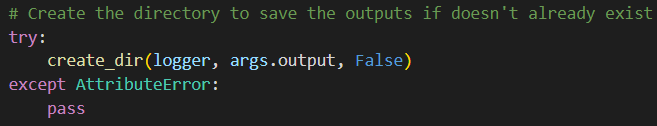 # Create the directory to save the outputs if doesn't already exist
try:
    create_dir(logger, args.output, False)
except AttributeError:
    pass